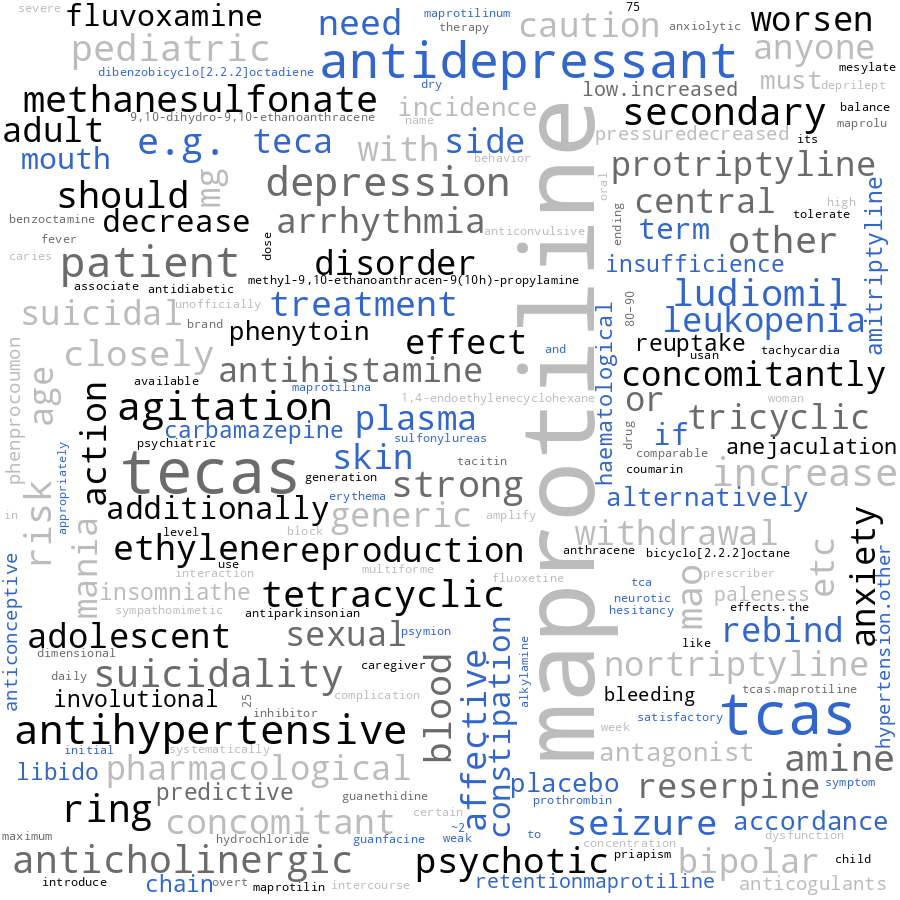 severe
fluvoxamine
need
maprotilinum
therapy
caution
75
anxiolytic
worsen
pediatric
dibenzobicyclo[2.2.2]octadiene
antidepressant
anyone
mesylate
dry
low.increased
must
deprilept
methanesulfonate
incidence
secondary
balance
9,10-dihydro-9,10-ethanoanthracene
name
pressuredecreased
its
maprolu
adult
mouth
e.g.
teca
with
side
behavior
protriptyline
mg
depression
oral
central
high
should
benzoctamine
decrease
arrhythmia
anticonvulsive
ending
term
tolerate
other
amitriptyline
fever
caries
patient
dose
disorder
insufficience
associate
antidiabetic
methyl-9,10-ethanoanthracen-9(10h)-propylamine
maprotiline
ludiomil
80–90
suicidal
unofficially
treatment
leukopenia
brand
phenytoin
effect
and
haematological
reuptake
usan
tachycardia
closely
antihistamine
concomitantly
phenprocoumon
age
available
maprotilina
1,4-endoethylenecyclohexane
or
woman
action
agitation
plasma
tricyclic
carbamazepine
sulfonylureas
drug
if
anejaculation
psychiatric
skin
comparable
appropriately
tecas
generation
tacitin
coumarin
increase
strong
erythema
alternatively
in
risk
additionally
generic
amplify
withdrawal
mania
level
block
ethylene
reproduction
anthracene
bicyclo[2.2.2]octane
etc
anxiety
use
interaction
multiforme
fluoxetine
tca
mao
prescriber
anticonceptive
insomniathe
tetracyclic
neurotic
paleness
sympathomimetic
antiparkinsonian
hesitancy
effects.the
hypertension.other
adolescent
sexual
psymion
alkylamine
like
rebind
dimensional
daily
suicidality
caregiver
blood
affective
constipation
nortriptyline
involutional
25
complication
bleeding
tcas.maprotiline
inhibitor
satisfactory
tcas
antihypertensive
week
initial
systematically
antagonist
libido
pharmacological
placebo
amine
predictive
guanethidine
prothrombin
reserpine
symptom
ring
concomitant
certain
seizure
accordance
maximum
hydrochloride
guanfacine
~2
weak
to
concentration
dysfunction
anticholinergic
psychotic
priapism
bipolar
child
introduce
chain
overt
maprotilin
intercourse
retentionmaprotiline
anticogulants